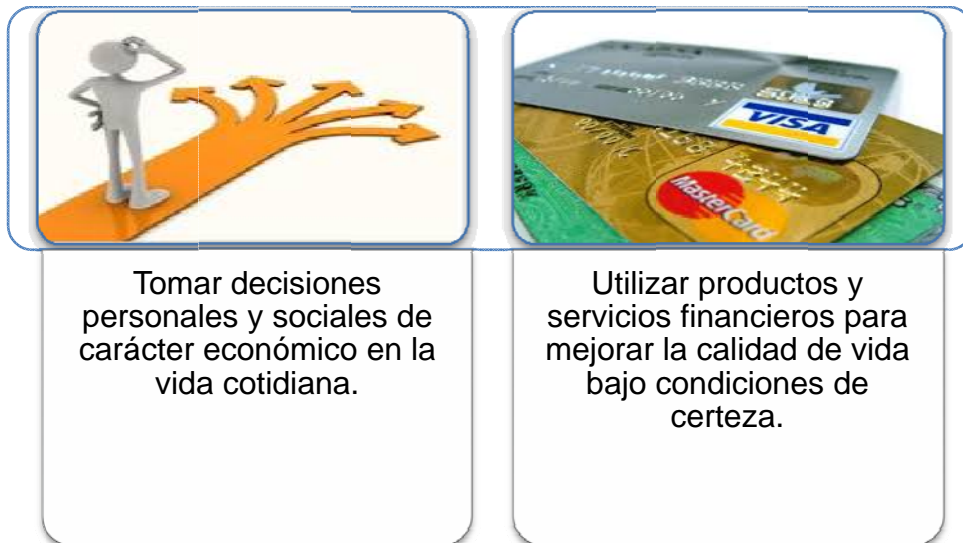 VISA
MasterCard
Tomar decisiones
personales y sociales de
carácter económico en la
vida cotidiana.
Utilizar productos y
servicios financieros para
mejorar la calidad de vida
bajo condiciones de
certeza.